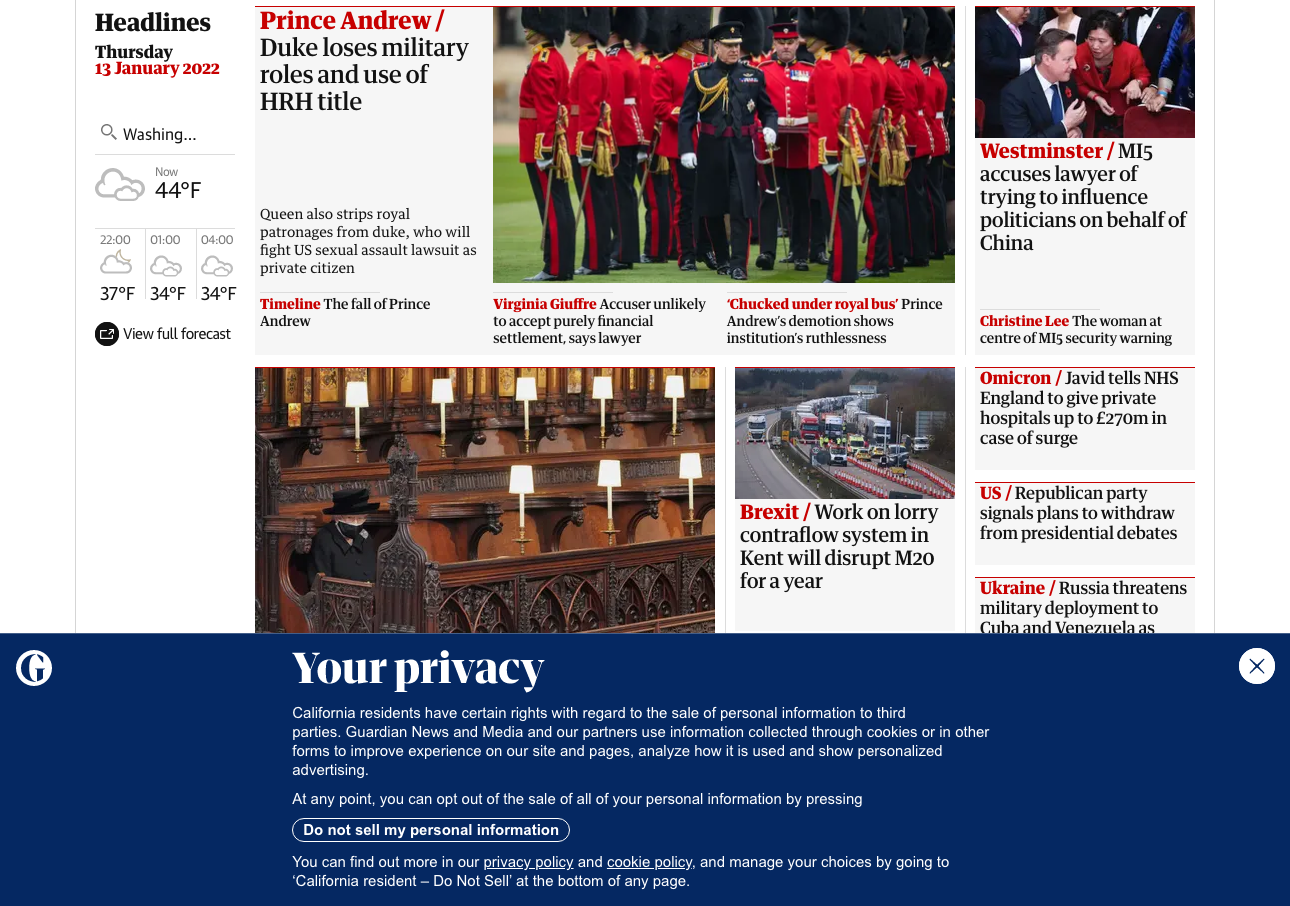 Headlines
Thursday
13 January 2022
Washing...
Now
44°F
22:00
01:00
04:00
37°F
34°F
34°F
View full forecast
Prince Andrew /
Duke loses military
roles and use of
HRH title
Queen also strips royal
patronages from duke, who will
fight US sexual assault lawsuit as
private citizen
Timeline The fall of Prince
Andrew
Virginia Giuffre Accuser unlikely
to accept purely financial
settlement, says lawyer
‘Chucked under royal bus’ Prince
Andrew’s demotion shows
institution’s ruthlessness
Westminster / MI5
accuses lawyer of
trying to influence
politicians on behalf of
China
Christine Lee The woman at
centre of MI5 security warning
Brexit / Work on lorry
contraflow system in
Kent will disrupt M20
for a year
Omicron / Javid tells NHS
England to give private
hospitals up to £270m in
case of surge
US / Republican party
signals plans to withdraw
from presidential debates
Ukraine / Russia threatens
military deployment to
Cuba and Venezuela as
Your privacy
California residents have certain rights with regard to the sale of personal information to third
parties. Guardian News and Media and our partners use information collected through cookies or in other
forms to improve experience on our site and pages, analyze how it is used and show personalized
advertising.
At any point, you can opt out of the sale of all of your personal information by pressing
Do not sell my personal information
You can find out more in our privacy policy and cookie policy, and manage your choices by going to
‘California resident – Do Not Sell’ at the bottom of any page.